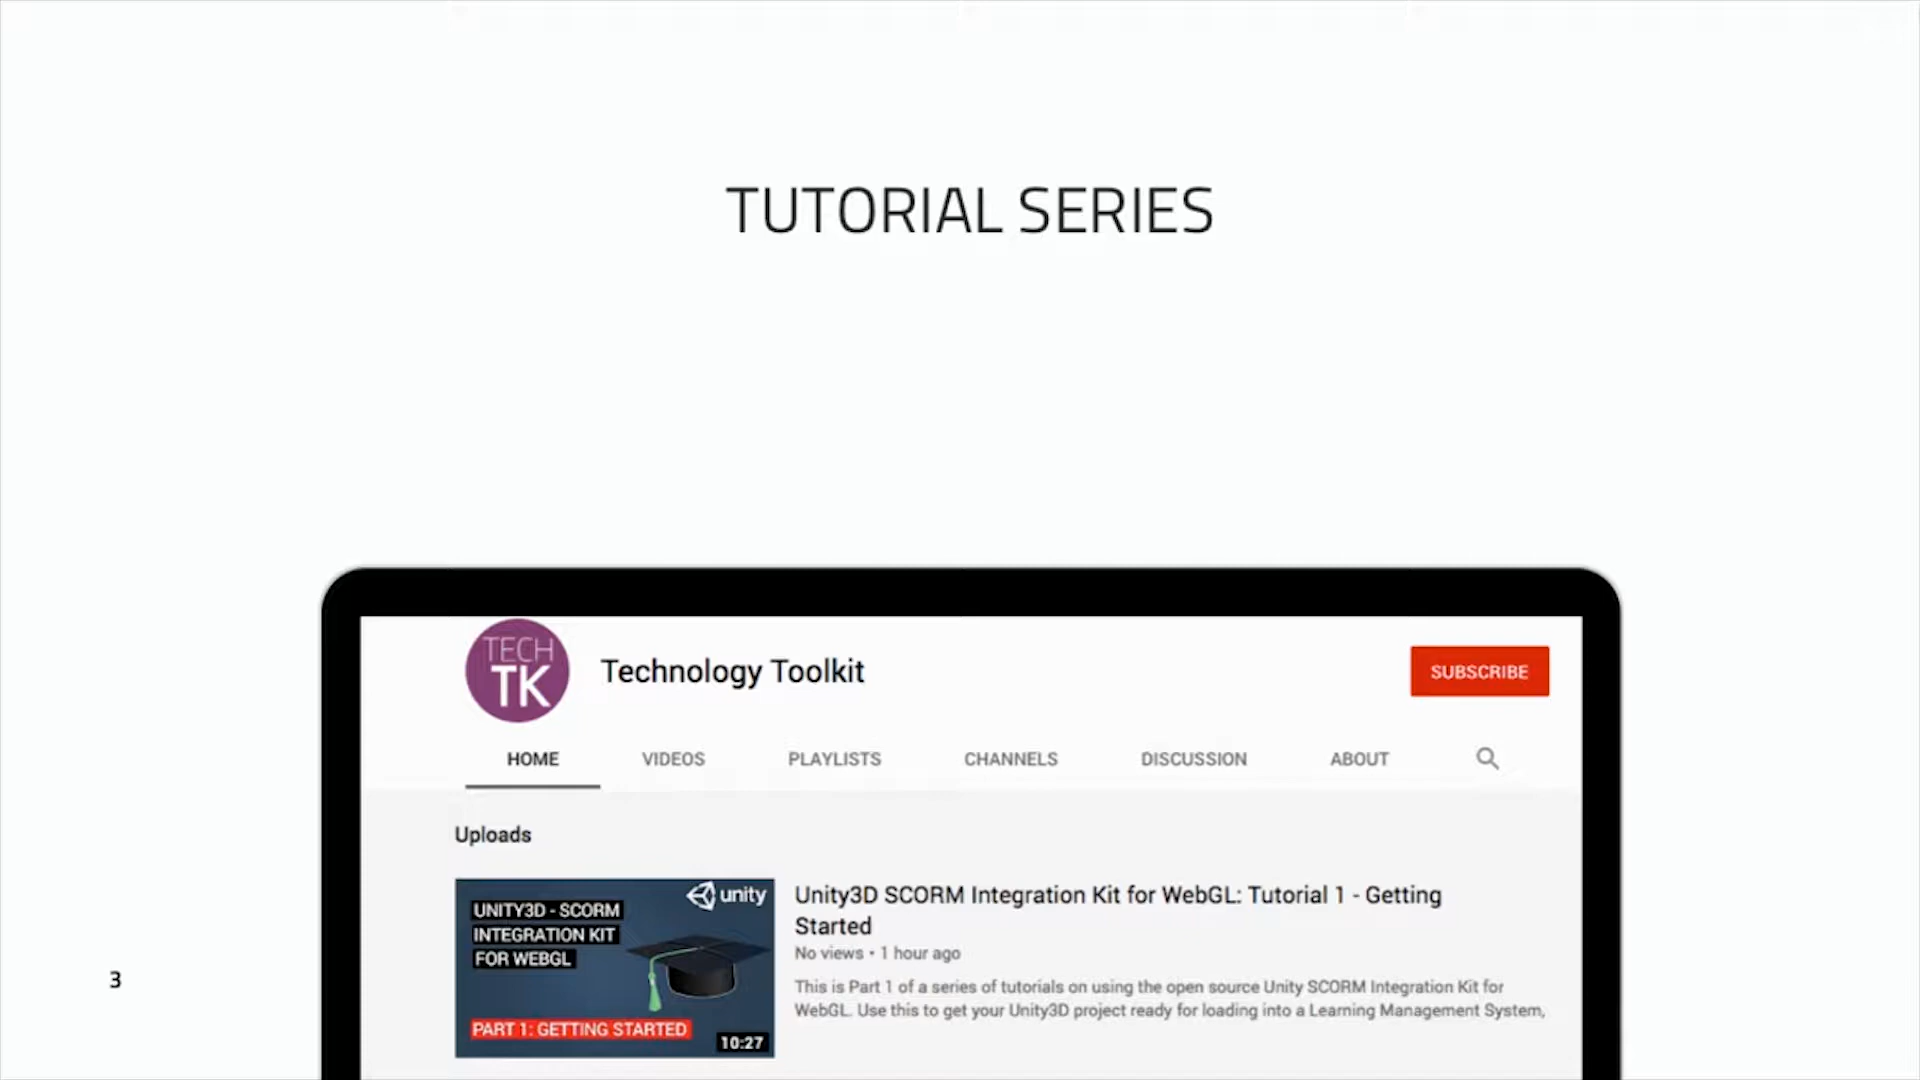 TUTORIAL SERIES
TECH
TK
Technology Toolkit
SUBSCRIBE
HOME VIDEOS PLAYLISTS CHANNELS DISCUSSION ABOUT
Uploads
unity
UNITY3D - SCORM
INTEGRATION KIT
FOR WEBGL
PART 1: GETTING STARTED
10:27
Unity3D SCORM Integration Kit for WebGL: Tutorial 1 - Getting
Started
No views • 1 hour ago
This is Part 1 of a series of tutorials on using the open source Unity SCORM Integration Kit for
WebGL. Use this to get your Unity3D project ready for loading into a Learning Management System,
3